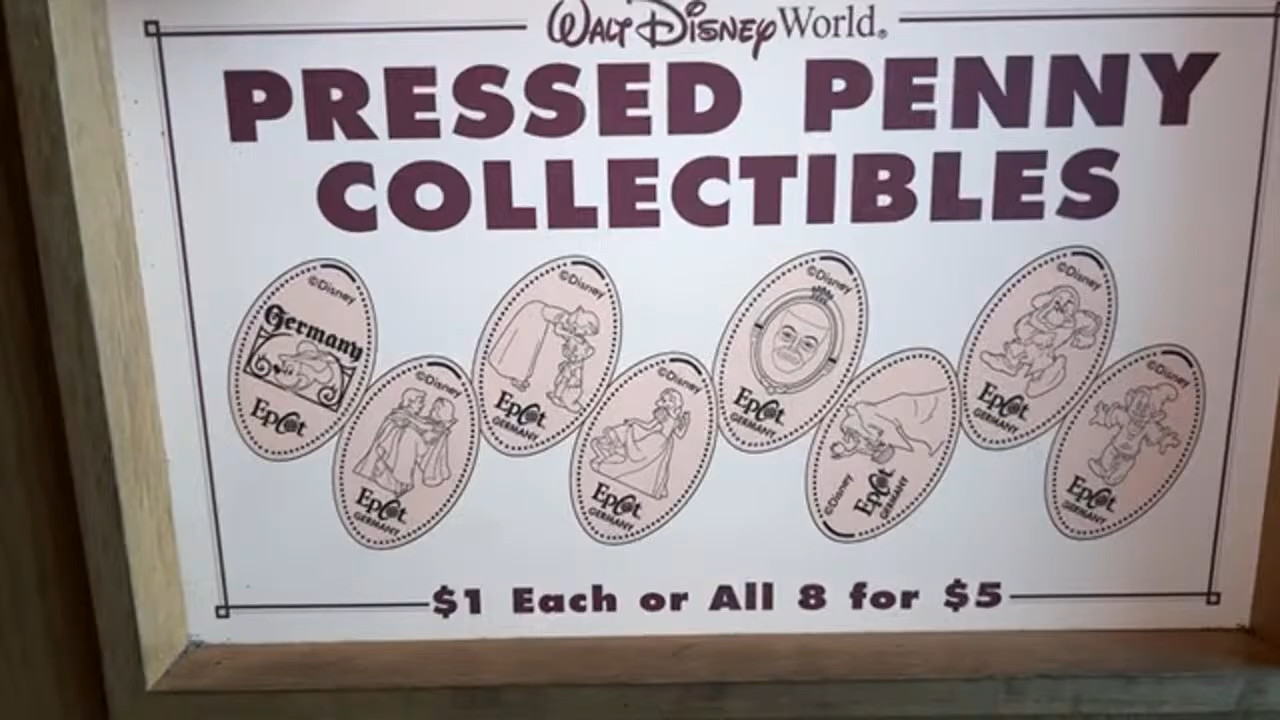 WALT DISNEY World®
PRESSED PENNY
COLLECTIBLES
©Disney
Germany
Epcot
©Disney
Epcot
GERMANY
©Disney
Epcot
GERMANY
©Disney
Epcot
GERMANY
©Disney
Epcot
GERMANY
©Disney
Epcot
GERMANY
©Disney
Epcot
GERMANY
©Disney
Epcot
GERMANY
$1 Each or All 8 for $5